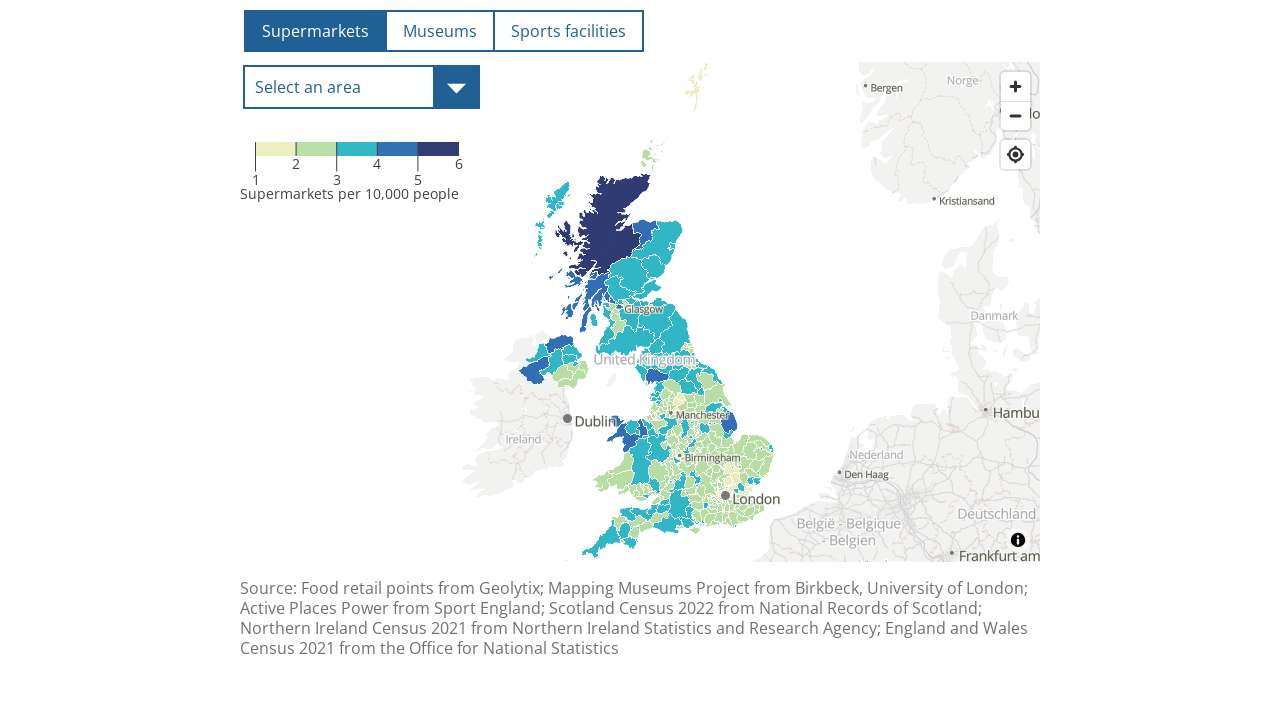 Supermarkets
Museums
Sports facilities
Select an area
Norge
Bergen
2
4
6
1
3
5
Supermarkets per 10,000 people
Kristiansand
Glasgow
Danmark
United Kingdom
Dublin
Manchester
Hambu
Ireland
Birmingham
Nederland
Den Haag
London
België - Belgique
- Belgien
Deutschland
Frankfurt am
Source: Food retail points from Geolytix; Mapping Museums Project from Birkbeck, University of London;
Active Places Power from Sport England; Scotland Census 2022 from National Records of Scotland;
Northern Ireland Census 2021 from Northern Ireland Statistics and Research Agency; England and Wales
Census 2021 from the Office for National Statistics